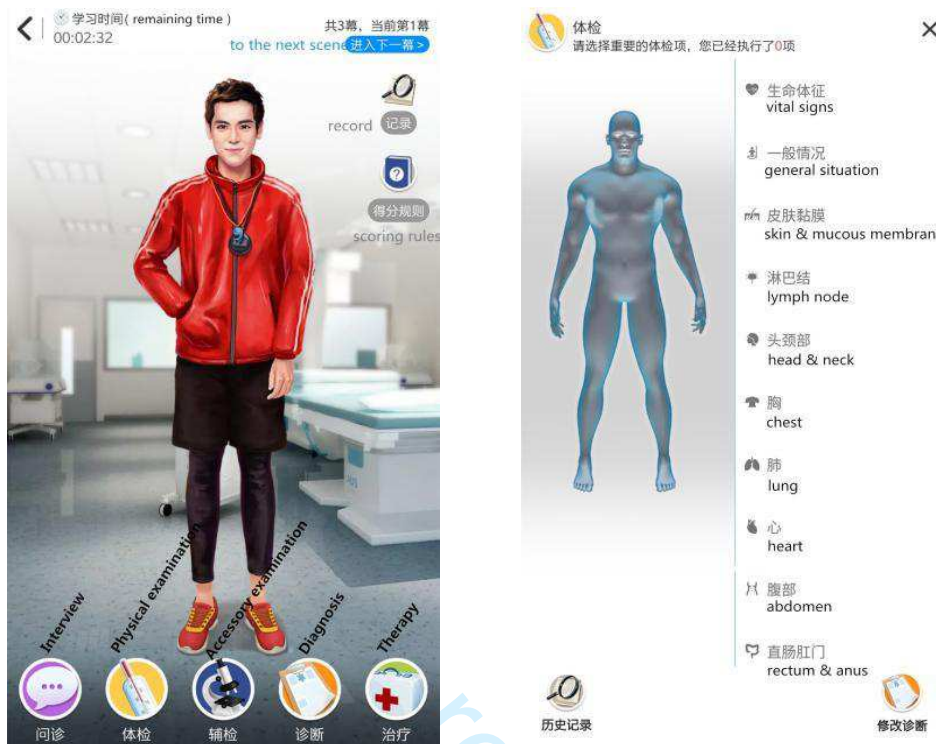 学习时间( remaining time )
00:02:32
共3幕，当前第1幕
to the next scene 进入下一幕>
record 记录
得分规则
scoring rules
Interview
Physical examination
Accessory examination
Diagnosis
Therapy
问诊
体检
辅检
诊断
治疗
体检
请选择重要的体检项，您已经执行了0项
生命体征
vital signs
一般情况
general situation
皮肤黏膜
skin & mucous membran
淋巴结
lymph node
头颈部
head & neck
胸
chest
肺
lung
心
heart
腹部
abdomen
直肠肛门
rectum & anus
历史记录
修改诊断